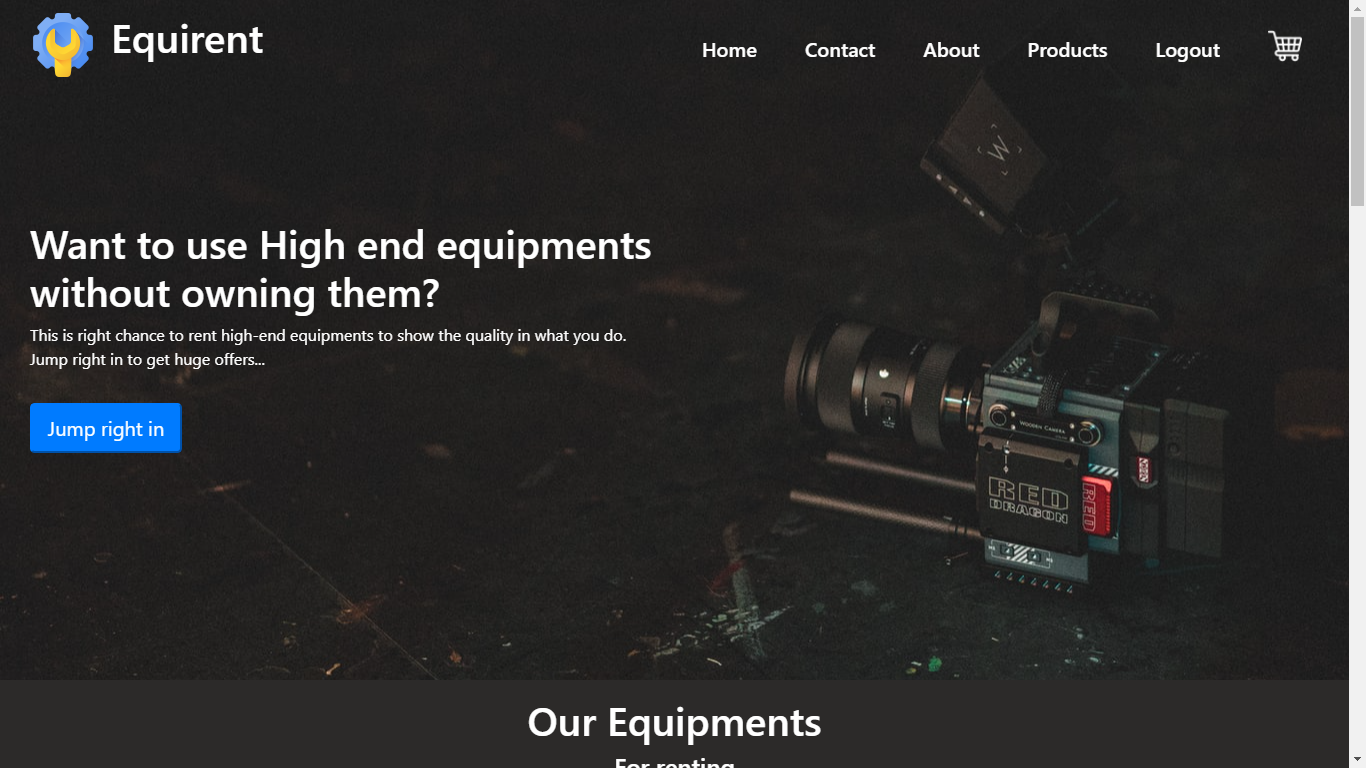 Equirent
Home Contact About Products Logout
W
Want to use High end equipments
without owning them?
This is right chance to rent high-end equipments to show the quality in what you do.
Jump right in to get huge offers...
Jump right in
WOODEN CAMERA
RED
DRAGON
RED
Our Equipments
For renting